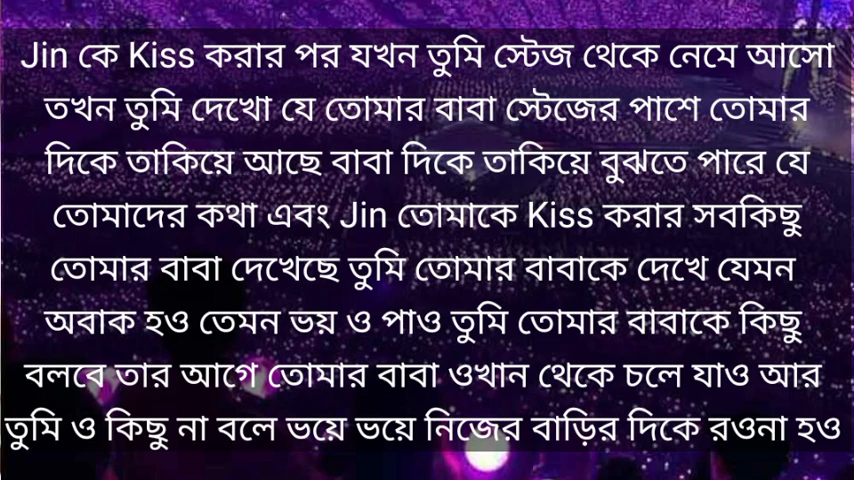 Jin কে Kiss করার পর যখন তুমি স্টেজ থেকে নেমে আসো
তখন তুমি দেখো যে তোমার বাবা স্টেজের পাশে তোমার
দিকে তাকিয়ে আছে বাবা দিকে তাকিয়ে বুঝতে পারে যে
তোমাদের কথা এবং Jin তোমাকে Kiss করার সবকিছু
তোমার বাবা দেখেছে তুমি তোমার বাবাকে দেখে যেমন
অবাক হও তেমন ভয় ও পাও তুমি তোমার বাবাকে কিছু
বলবে তার আগে তোমার বাবা ওখান থেকে চলে যাও আর
তুমি ও কিছু না বলে ভয়ে ভয়ে নিজের বাড়ির দিকে রওনা হও